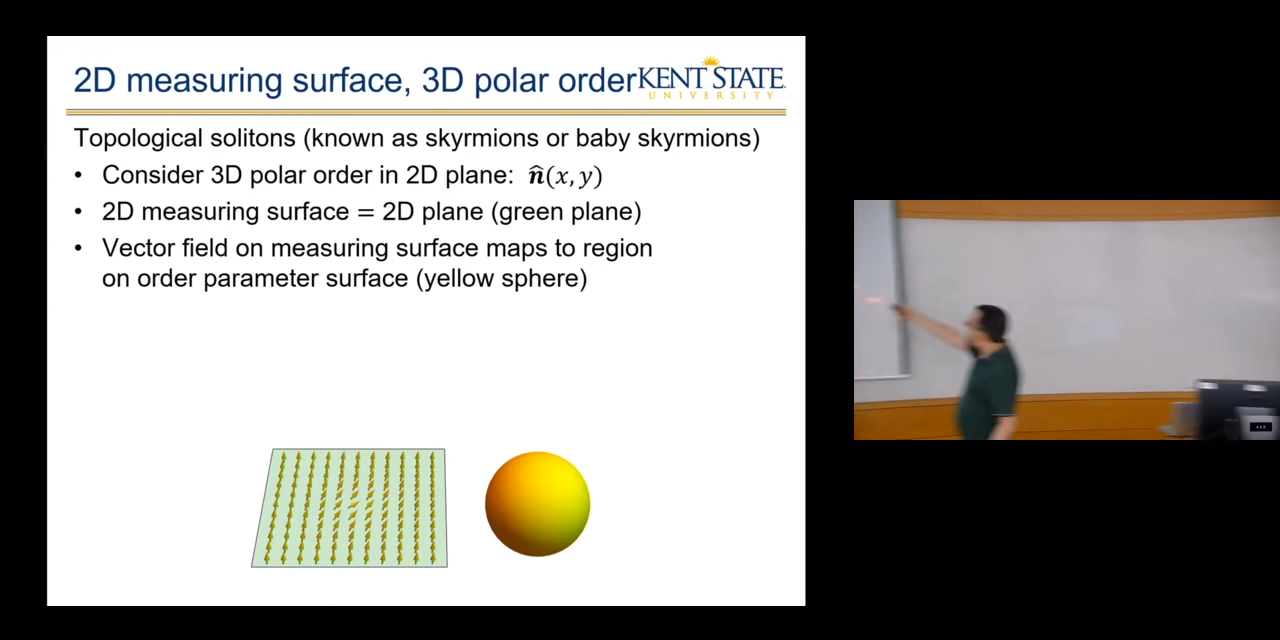 2D measuring surface, 3D polar order
KENT STATE
UNIVERSITY
Topological solitons (known as skyrmions or baby skyrmions)
• Consider 3D polar order in 2D plane: n̂(x, y)
• 2D measuring surface = 2D plane (green plane)
• Vector field on measuring surface maps to region
on order parameter surface (yellow sphere)